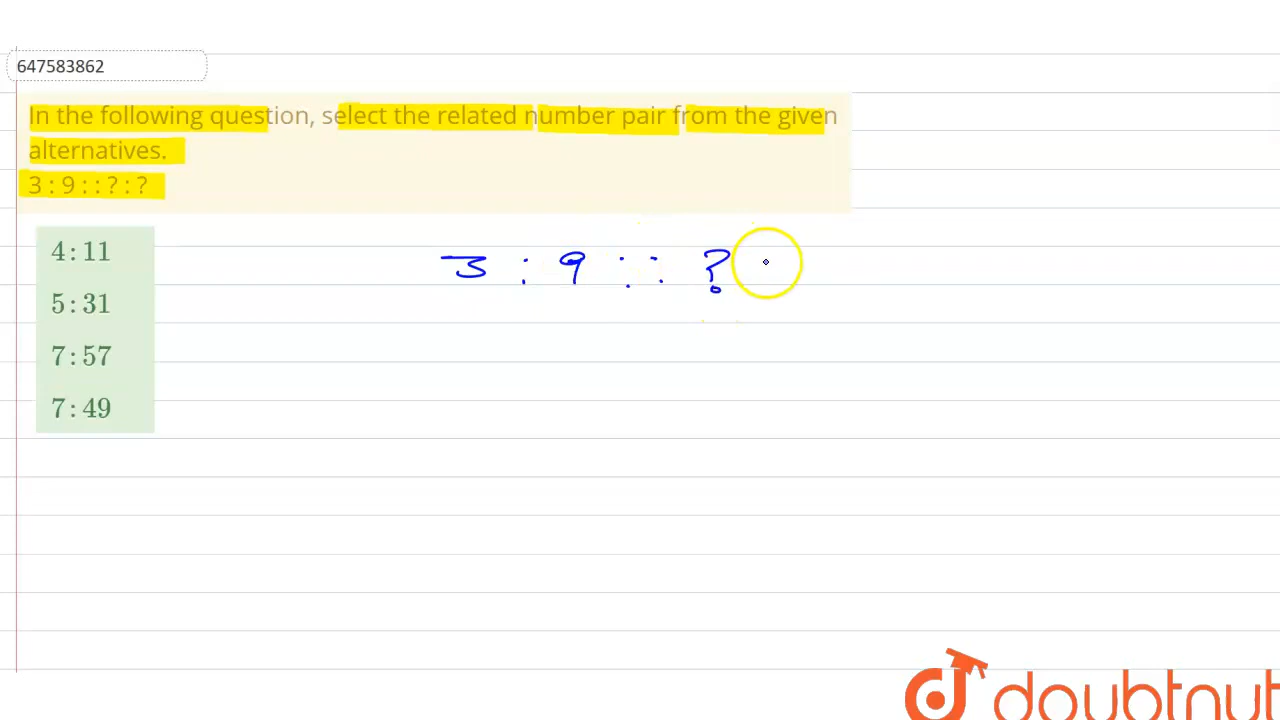 647583862
In the following question, select the related number pair from the given
alternatives.
3 : 9 : : ? : ?
4 : 11
5 : 31
7 : 57
7 : 49
3 : 9 : : ?
doubtnut